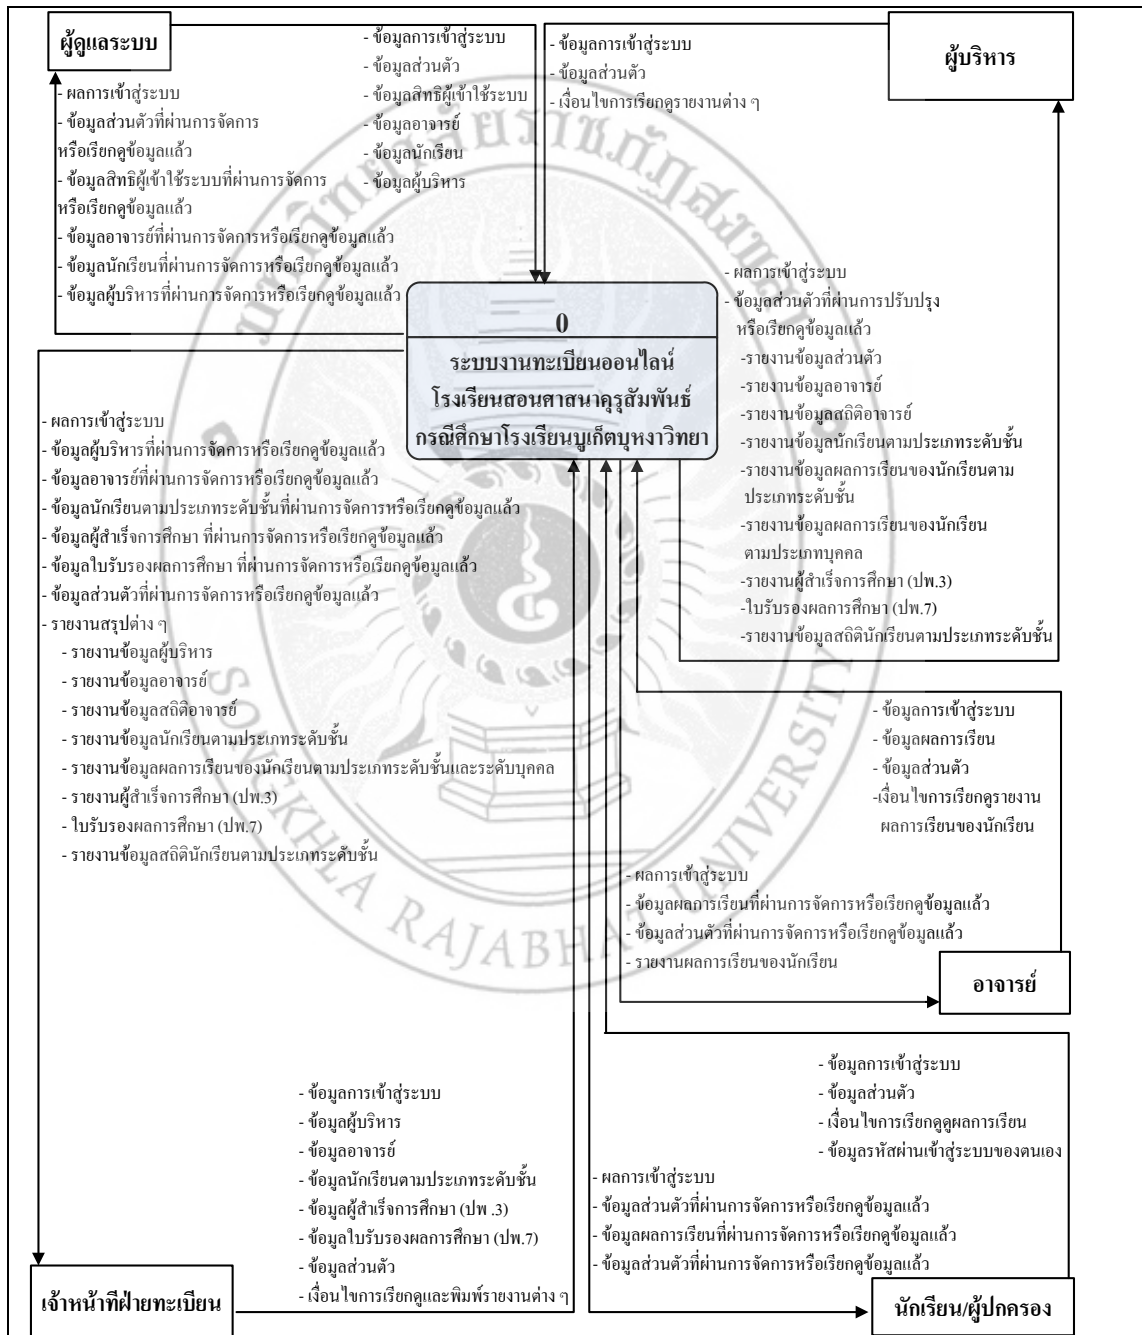 ผู้ดูแลระบบ
- ข้อมูลการเข้าสู่ระบบ
- ข้อมูลส่วนตัว
- ข้อมูลสิทธิผู้เข้าใช้ระบบ
- ข้อมูลอาจารย์
- ข้อมูลนักเรียน
- ข้อมูลผู้บริหาร
- ข้อมูลการเข้าสู่ระบบ
- ข้อมูลส่วนตัว
- เงื่อนไขการเรียกดูรายงานต่าง ๆ
ผู้บริหาร
- ผลการเข้าสู่ระบบ
- ข้อมูลส่วนตัวที่ผ่านการจัดการ
หรือเรียกดูข้อมูลแล้ว
- ข้อมูลสิทธิผู้เข้าใช้ระบบที่ผ่านการจัดการ
หรือเรียกดูข้อมูลแล้ว
- ข้อมูลอาจารย์ที่ผ่านการจัดการหรือเรียกดูข้อมูลแล้ว
- ข้อมูลนักเรียนที่ผ่านการจัดการหรือเรียกดูข้อมูลแล้ว
- ข้อมูลผู้บริหารที่ผ่านการจัดการหรือเรียกดูข้อมูลแล้ว
0
ระบบงานทะเบียนออนไลน์
โรงเรียนสอนศาสนาคุรุสัมพันธ์
กรณีศึกษาโรงเรียนบูเก็ตบุหงาวิทยา
- ผลการเข้าสู่ระบบ
- ข้อมูลส่วนตัวที่ผ่านการปรับปรุง
หรือเรียกดูข้อมูลแล้ว
-รายงานข้อมูลส่วนตัว
-รายงานข้อมูลอาจารย์
-รายงานข้อมูลสถิติอาจารย์
-รายงานข้อมูลนักเรียนตามประเภทระดับชั้น
-รายงานข้อมูลผลการเรียนของนักเรียนตาม
ประเภทระดับชั้น
-รายงานข้อมูลผลการเรียนของนักเรียน
ตามประเภทบุคคล
-รายงานผู้สำเร็จการศึกษา (ปพ.3)
-ใบรับรองผลการศึกษา (ปพ.7)
-รายงานข้อมูลสถิตินักเรียนตามประเภทระดับชั้น
- ผลการเข้าสู่ระบบ
- ข้อมูลผู้บริหารที่ผ่านการจัดการหรือเรียกดูข้อมูลแล้ว
- ข้อมูลอาจารย์ที่ผ่านการจัดการหรือเรียกดูข้อมูลแล้ว
- ข้อมูลนักเรียนตามประเภทระดับชั้นที่ผ่านการจัดการหรือเรียกดูข้อมูลแล้ว
- ข้อมูลผู้สำเร็จการศึกษา ที่ผ่านการจัดการหรือเรียกดูข้อมูลแล้ว
- ข้อมูลใบรับรองผลการศึกษา ที่ผ่านการจัดการหรือเรียกดูข้อมูลแล้ว
- ข้อมูลส่วนตัวที่ผ่านการจัดการหรือเรียกดูข้อมูลแล้ว
- รายงานสรุปต่าง ๆ
- รายงานข้อมูลผู้บริหาร
- รายงานข้อมูลอาจารย์
- รายงานข้อมูลสถิติอาจารย์
- รายงานข้อมูลนักเรียนตามประเภทระดับชั้น
- รายงานข้อมูลผลการเรียนของนักเรียนตามประเภทระดับชั้นและระดับบุคคล
- รายงานผู้สำเร็จการศึกษา (ปพ.3)
- ใบรับรองผลการศึกษา (ปพ.7)
- รายงานข้อมูลสถิตินักเรียนตามประเภทระดับชั้น
- ข้อมูลการเข้าสู่ระบบ
- ข้อมูลผลการเรียน
- ข้อมูลส่วนตัว
-เงื่อนไขการเรียกดูรายงาน
ผลการเรียนของนักเรียน
- ผลการเข้าสู่ระบบ
- ข้อมูลผลการเรียนที่ผ่านการจัดการหรือเรียกดูข้อมูลแล้ว
- ข้อมูลส่วนตัวที่ผ่านการจัดการหรือเรียกดูข้อมูลแล้ว
- รายงานผลการเรียนของนักเรียน
อาจารย์
- ข้อมูลการเข้าสู่ระบบ
- ข้อมูลส่วนตัว
- เงื่อนไขการเรียกดูดูผลการเรียน
- ข้อมูลรหัสผ่านเข้าสู่ระบบของตนเอง
- ข้อมูลการเข้าสู่ระบบ
- ข้อมูลผู้บริหาร
- ข้อมูลอาจารย์
- ข้อมูลนักเรียนตามประเภทระดับชั้น
- ข้อมูลผู้สำเร็จการศึกษา (ปพ .3)
- ข้อมูลใบรับรองผลการศึกษา (ปพ.7)
- ข้อมูลส่วนตัว
- เงื่อนไขการเรียกดูและพิมพ์รายงานต่าง ๆ
- ผลการเข้าสู่ระบบ
- ข้อมูลส่วนตัวที่ผ่านการจัดการหรือเรียกดูข้อมูลแล้ว
- ข้อมูลผลการเรียนที่ผ่านการจัดการหรือเรียกดูข้อมูลแล้ว
- ข้อมูลส่วนตัวที่ผ่านการจัดการหรือเรียกดูข้อมูลแล้ว
เจ้าหน้าที่ฝ่ายทะเบียน
นักเรียน/ผู้ปกครอง
มหาวิทยาลัยราชภัฏสงขลา
SONGKHLA RAJABHAT UNIVERSITY